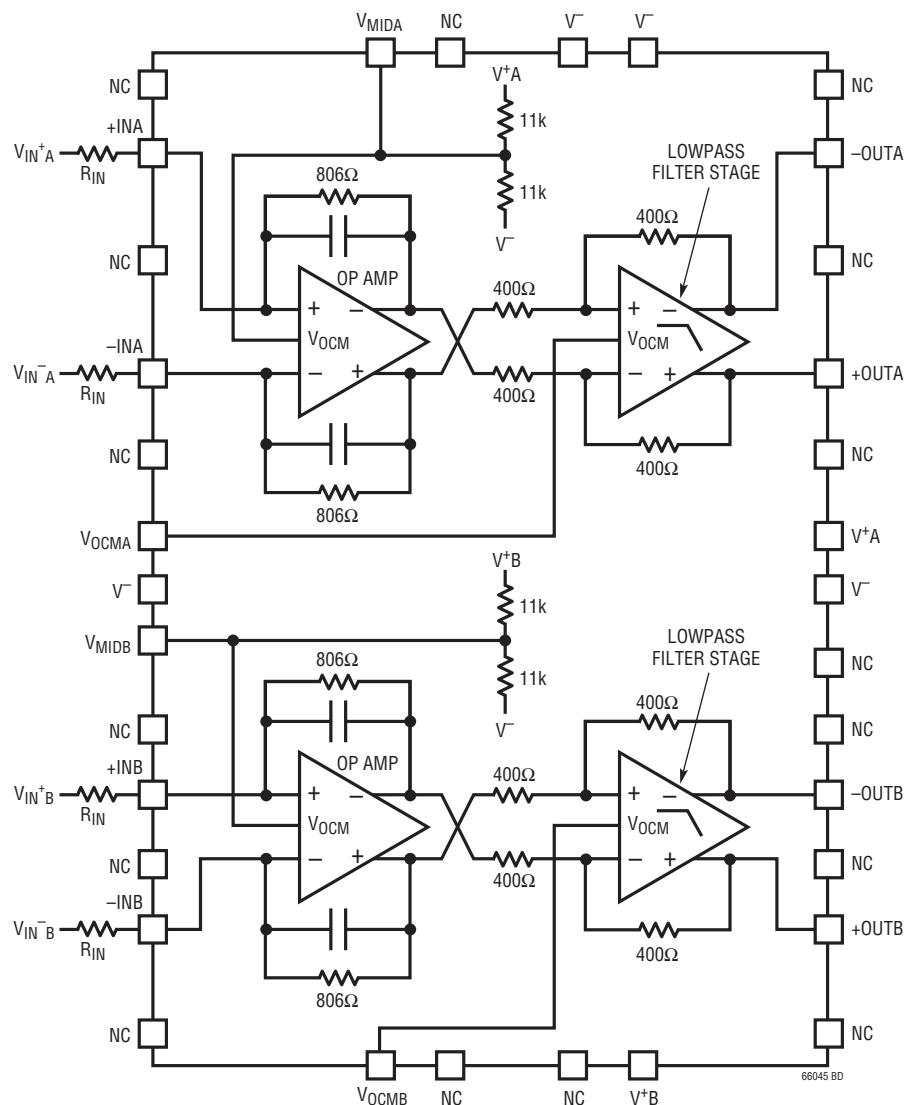 VMIDA
NC
V–
V–
NC
V+A
NC
+INA
11k
–OUTA
VIN+A
RIN
LOWPASS
FILTER STAGE
806Ω
11k
V–
400Ω
NC
NC
OP AMP
400Ω
+
–
+
–
VOCM
VOCM
–INA
VIN–A
RIN
–
+
–
+
+OUTA
400Ω
NC
400Ω
NC
806Ω
VOCMA
V+A
V+B
V–
11k
V–
VMIDB
LOWPASS
FILTER STAGE
NC
806Ω
11k
V–
400Ω
NC
NC
OP AMP
400Ω
+INB
VIN+B
RIN
+
–
+
–
–OUTB
VOCM
VOCM
NC
–
+
–
+
NC
–INB
400Ω
VIN–B
RIN
+OUTB
400Ω
806Ω
NC
NC
VOCMB
NC
NC
V+B
66045 BD